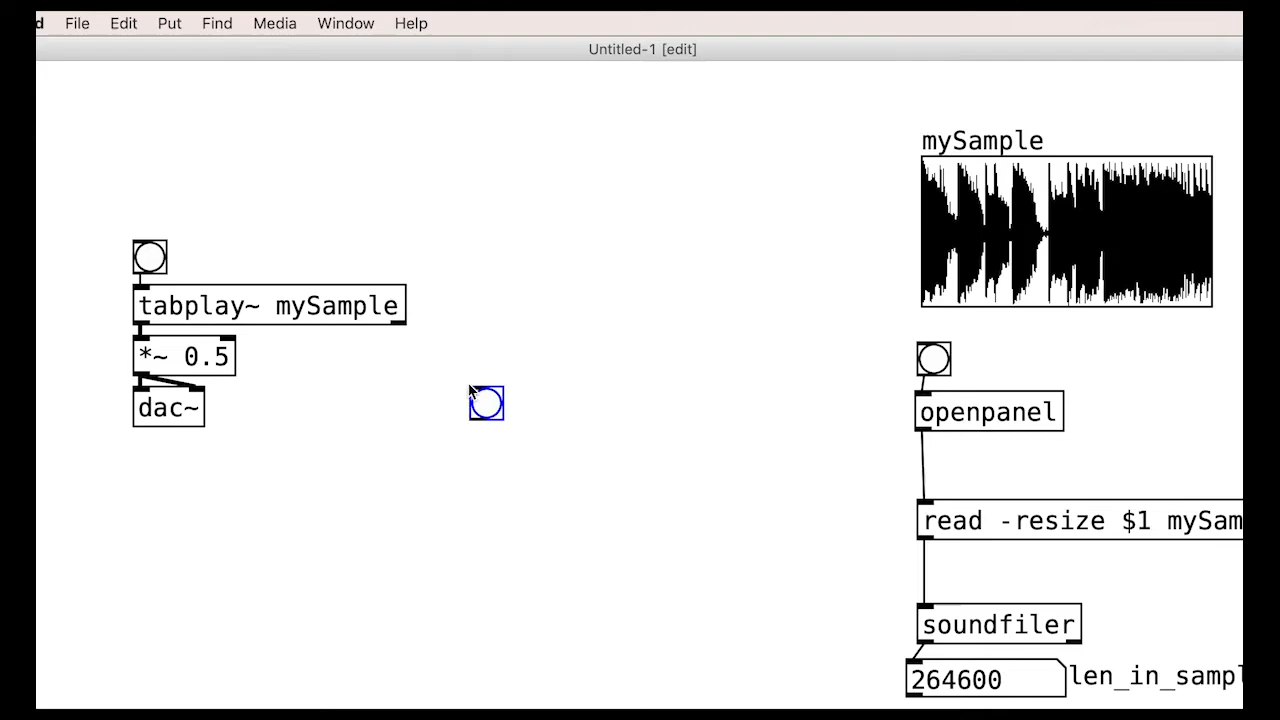 File Edit Put Find Media Window Help
Untitled-1 [edit]
mySample
tabplay~ mySample
*~ 0.5
dac~
openpanel
read -resize $1 mySam
soundfiler
264600
len_in_sampl